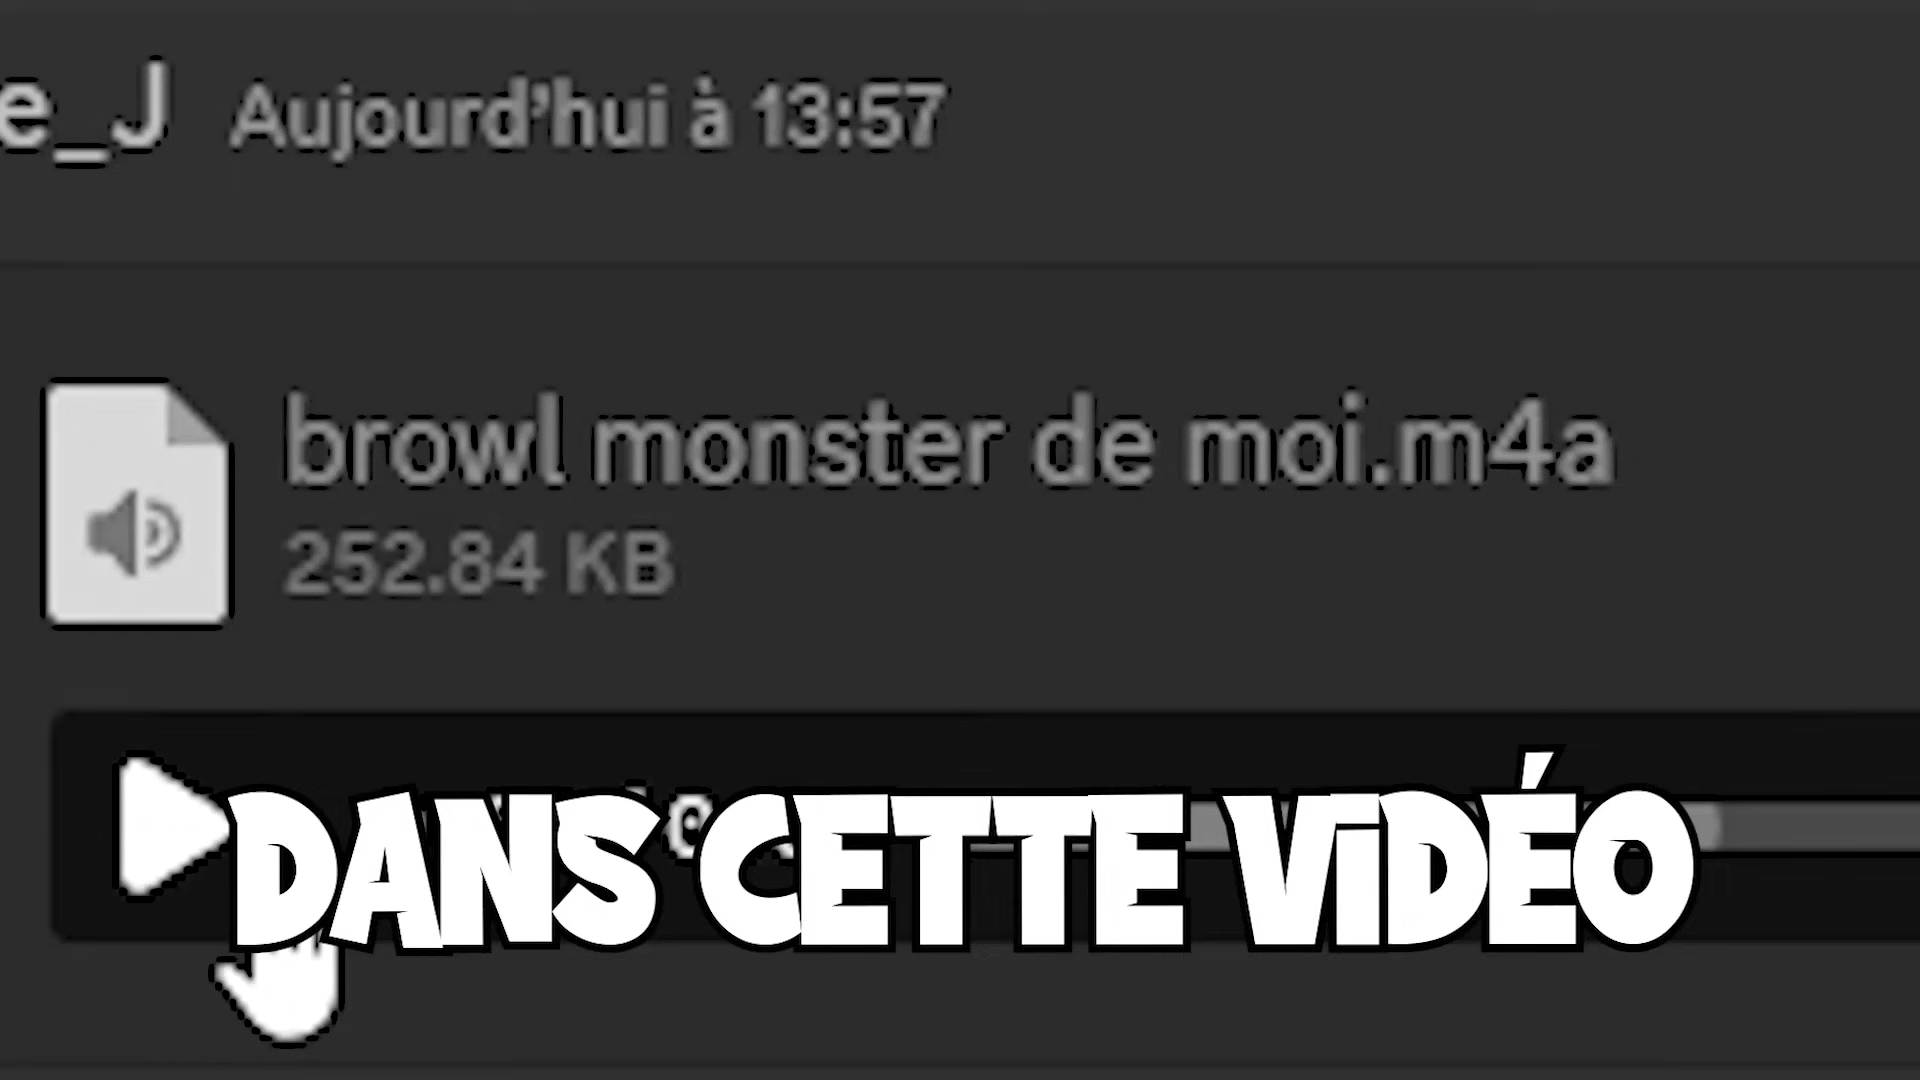 e_J Aujourd'hui à 13:57
browl monster de moi.m4a
252.84 KB
DANS CETTE VIDÉO